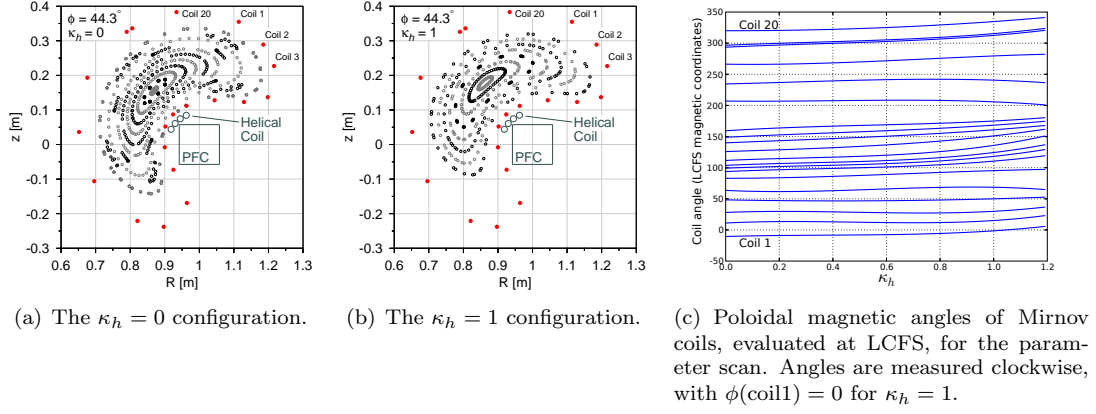 ϕ = 44.3°
κh = 0
Coil 20
Coil 1
Coil 2
Coil 3
Helical
Coil
PFC
z [m]
0.4
0.3
0.2
0.1
0
-0.1
-0.2
-0.3
0.6 0.7 0.8 0.9 1 1.1 1.2 1.3
R [m]
(a) The κh = 0 configuration.
ϕ = 44.3°
κh = 1
Coil 20
Coil 1
Coil 2
Coil 3
Helical
Coil
PFC
z [m]
0.4
0.3
0.2
0.1
0
-0.1
-0.2
-0.3
0.6 0.7 0.8 0.9 1 1.1 1.2 1.3
R [m]
(b) The κh = 1 configuration.
Coil 20
Coil 1
Coil angle (LCFS magnetic coordinates)
350
300
250
200
150
100
50
0
-50
0.0 0.2 0.4 0.6 0.8 1.0 1.2
κh
(c) Poloidal magnetic angles of Mirnov
coils, evaluated at LCFS, for the param-
eter scan. Angles are measured clockwise,
with ϕ(coil1) = 0 for κh = 1.